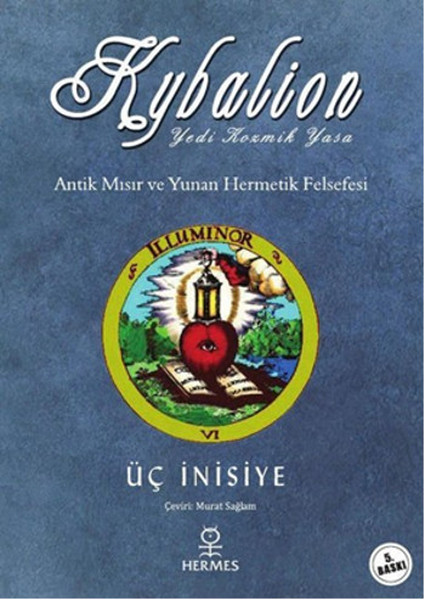 Kybalion
Yedi Kozmik Yasa
Antik Mısır ve Yunan Hermetik Felsefesi
ILLUMINOR
VI
ÜÇ İNİSİYE
Çeviri: Murat Sağlam
HERMES
5.
BASKI